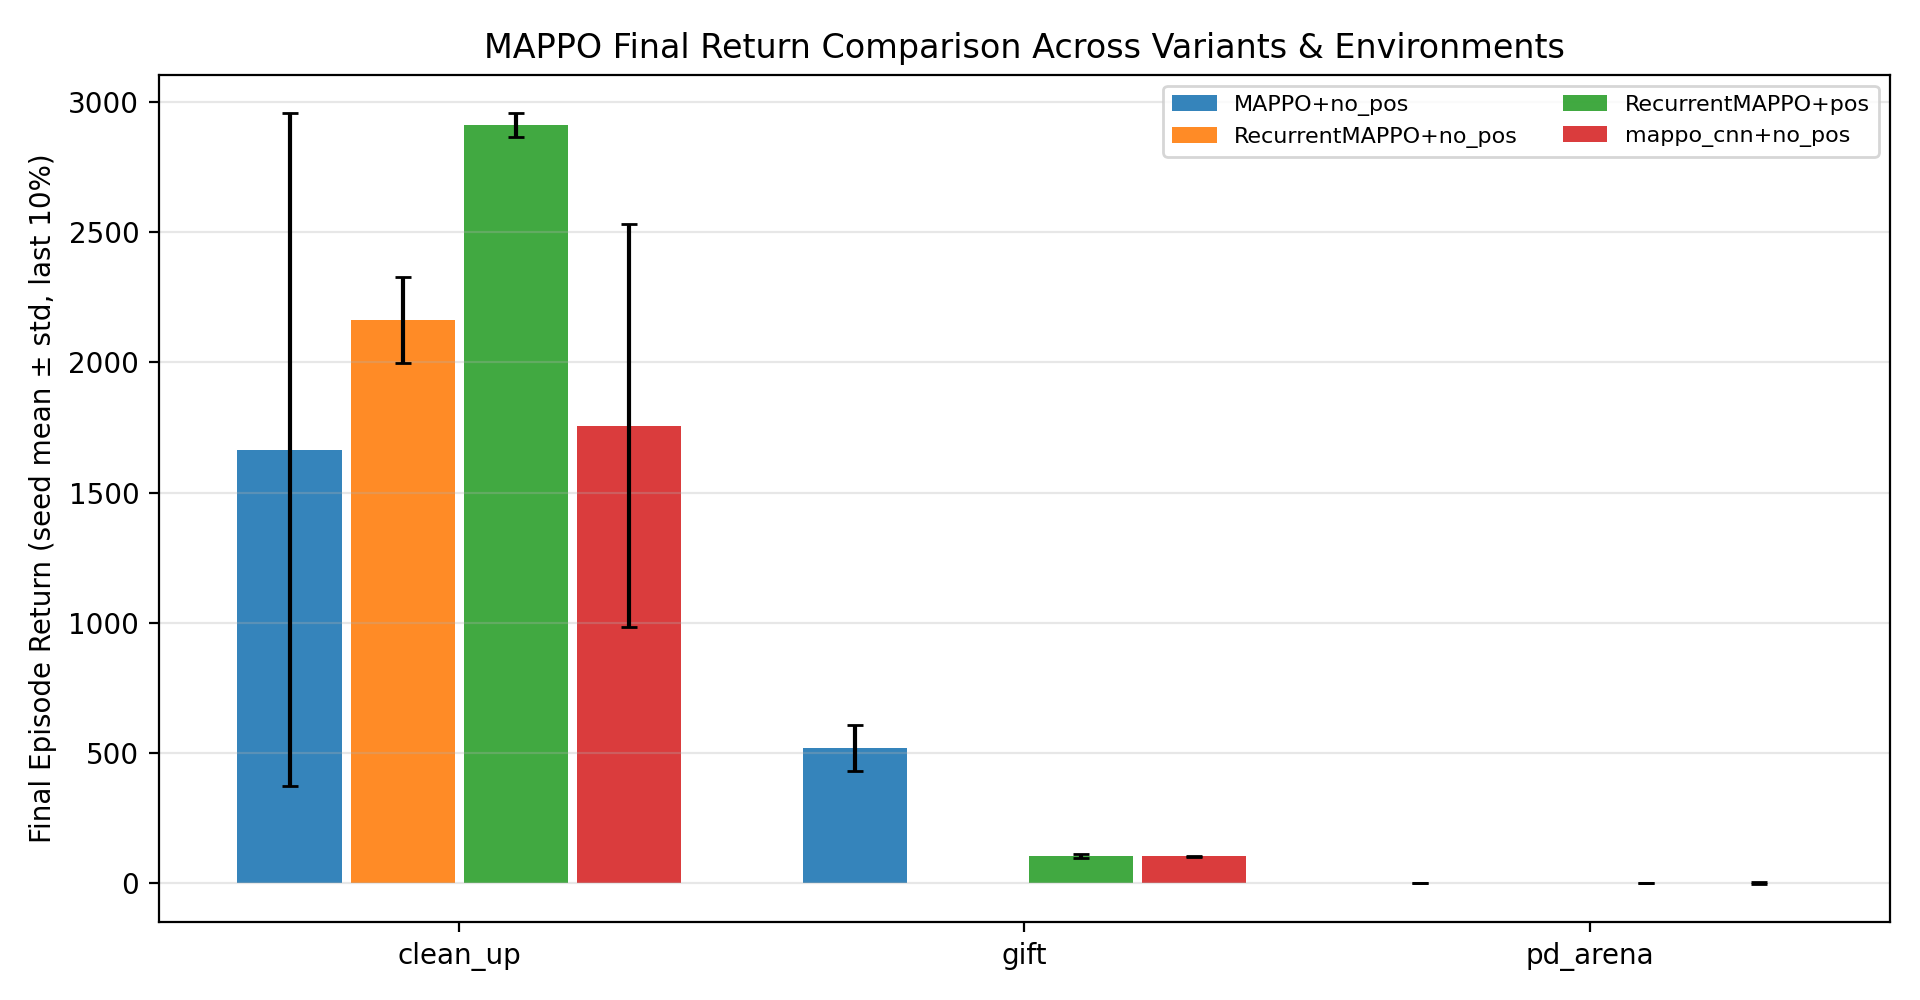 MAPPO Final Return Comparison Across Variants & Environments
Final Episode Return (seed mean ± std, last 10%)
3000
2500
2000
1500
1000
500
0
MAPPO+no_pos
RecurrentMAPPO+no_pos
RecurrentMAPPO+pos
mappo_cnn+no_pos
clean_up
gift
pd_arena